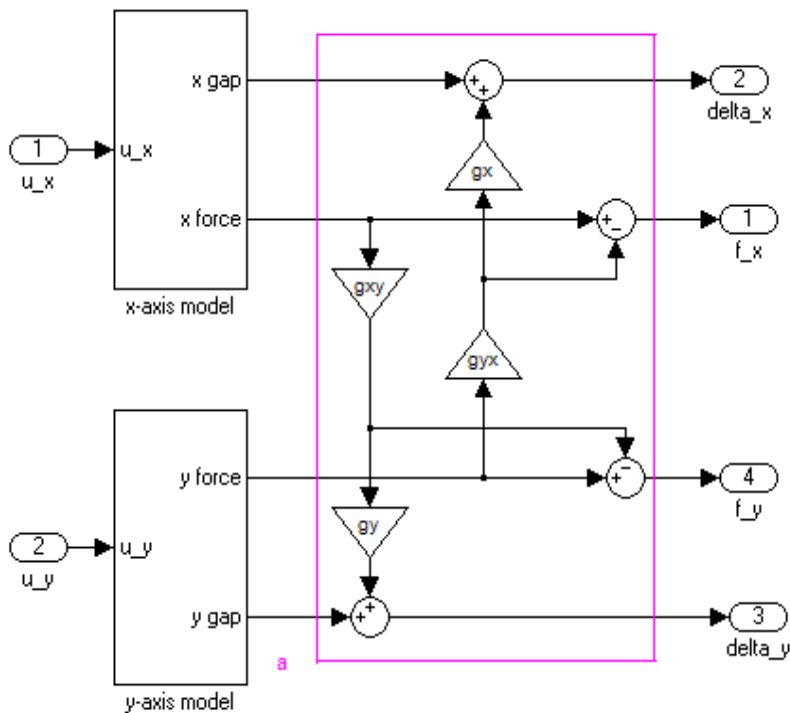 x gap
+
+
2
delta_x
1
u_x
u_x
gx
x force
+
−
1
f_x
gxy
x-axis model
gyx
y force
−
+
4
f_y
gy
2
u_y
u_y
y gap
+
+
3
delta_y
a
y-axis model